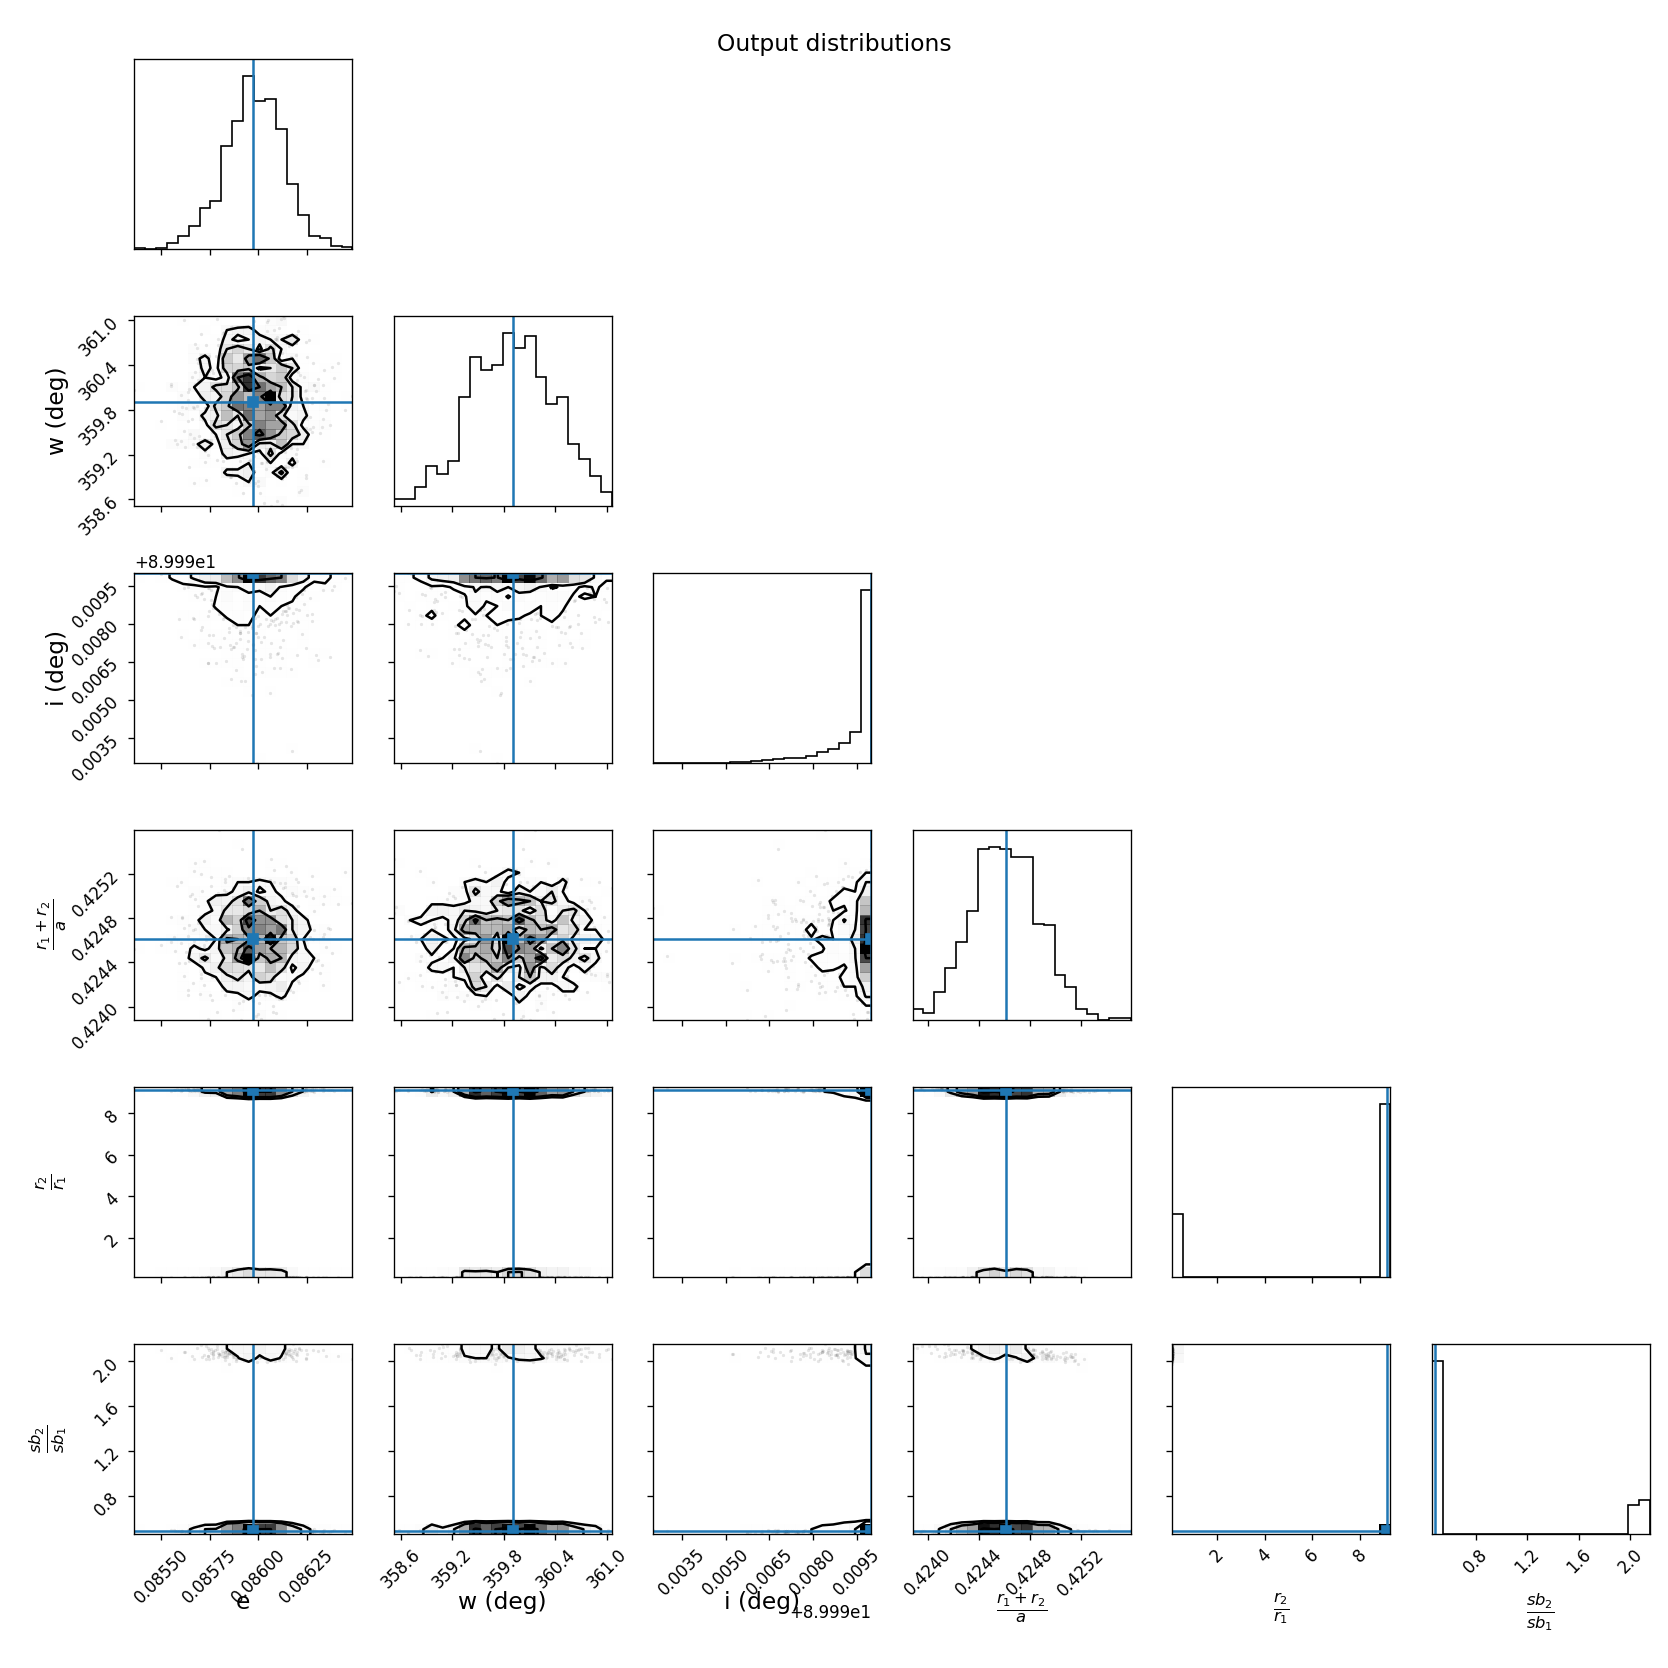 Output distributions
w (deg)
361.0
360.4
359.8
359.2
358.6
+8.999e1
i (deg)
0.0095
0.0080
0.0065
0.0050
0.0035
r1 + r2
a
0.4252
0.4248
0.4244
0.4240
r2
r1
8
6
4
2
sb2
sb1
2.0
1.6
1.2
0.8
0.08550
0.08575
0.08600
0.08625
e
358.6
359.2
359.8
360.4
361.0
w (deg)
0.0035
0.0050
0.0065
0.0080
0.0095
i (deg)
+8.999e1
0.4240
0.4244
0.4248
0.4252
r1 + r2
a
2
4
6
8
r2
r1
0.8
1.2
1.6
2.0
sb2
sb1